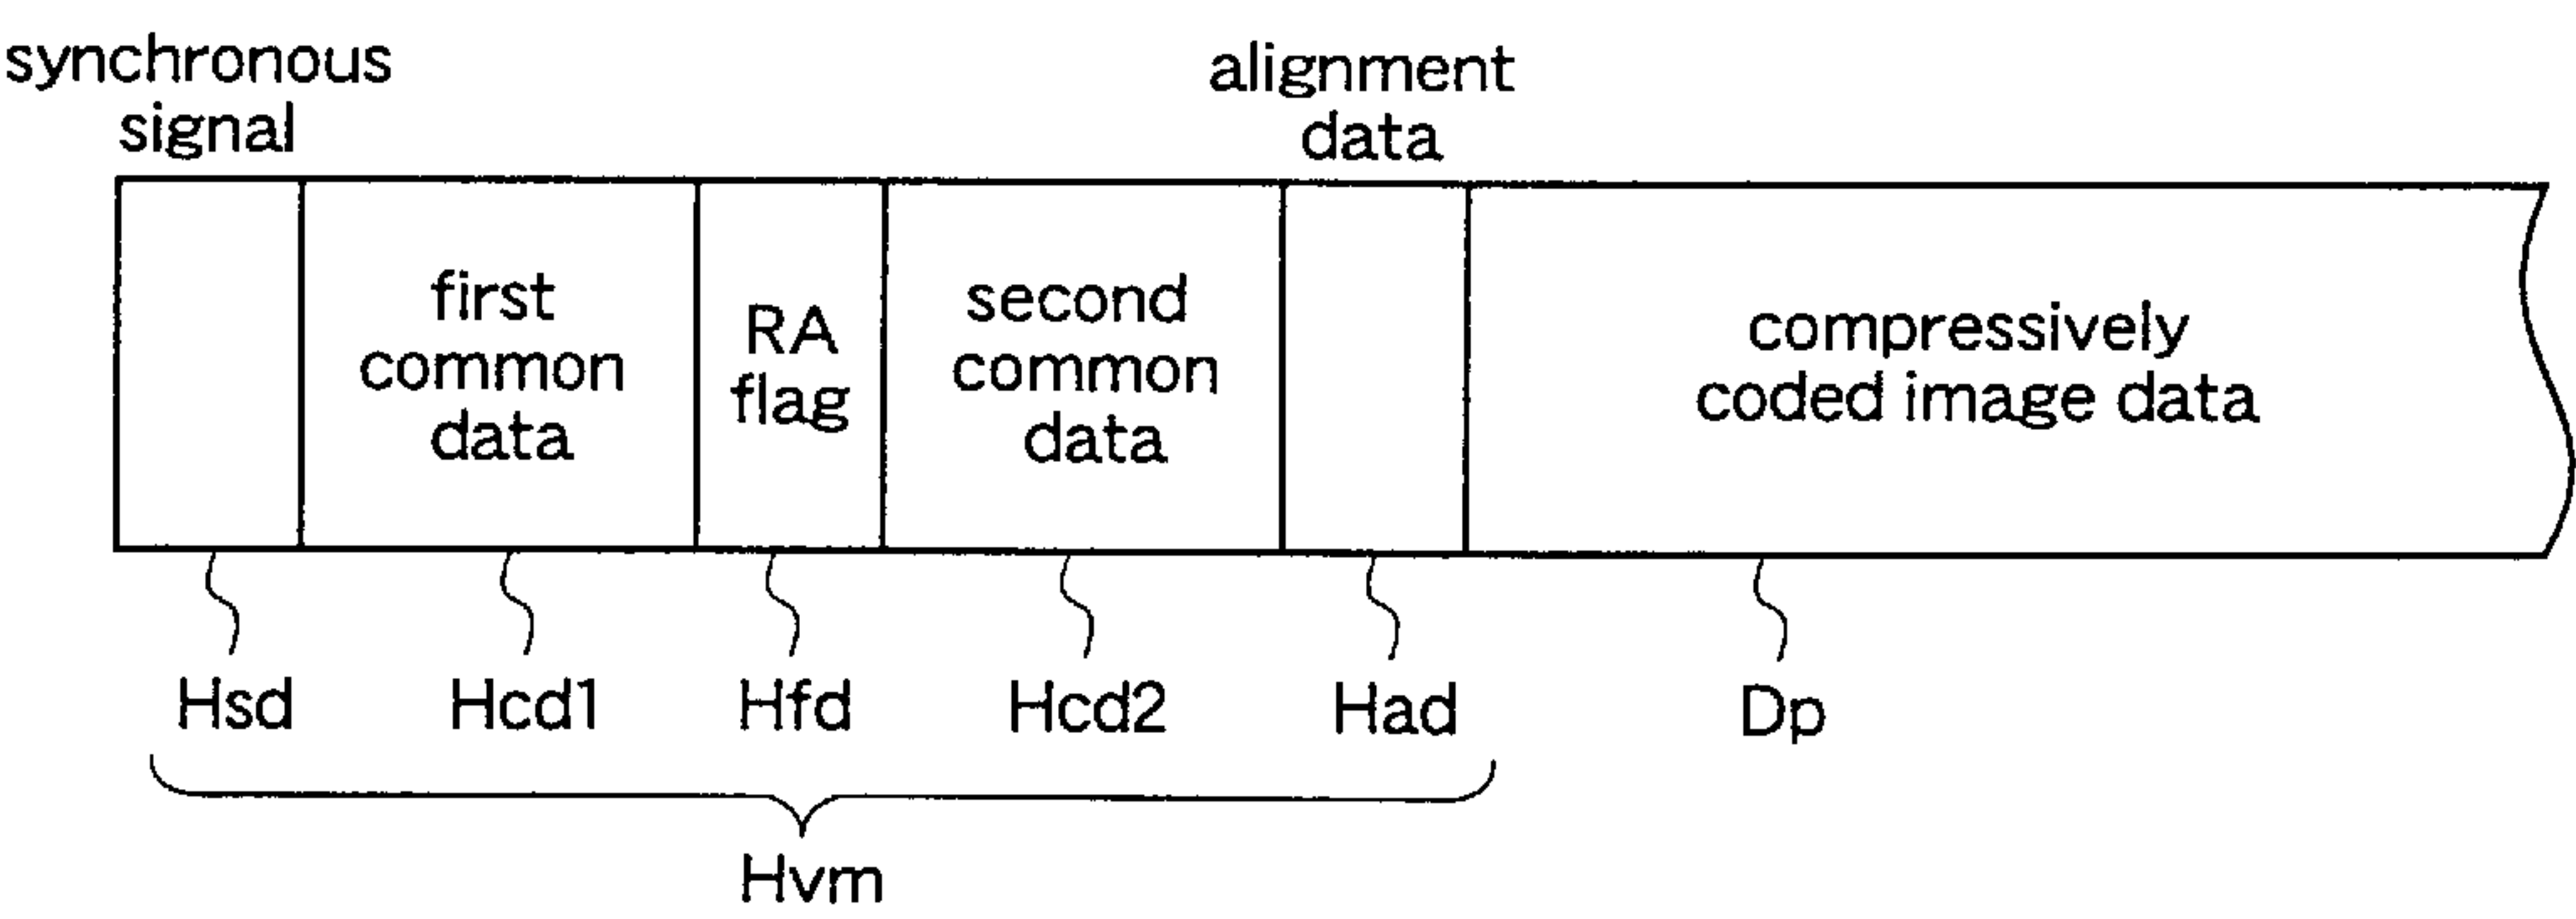 synchronous
signal
alignment
data
first
common
data
RA
flag
second
common
data
compressively
coded image data
Hsd
Hcd1
Hfd
Hcd2
Had
Dp
Hvm